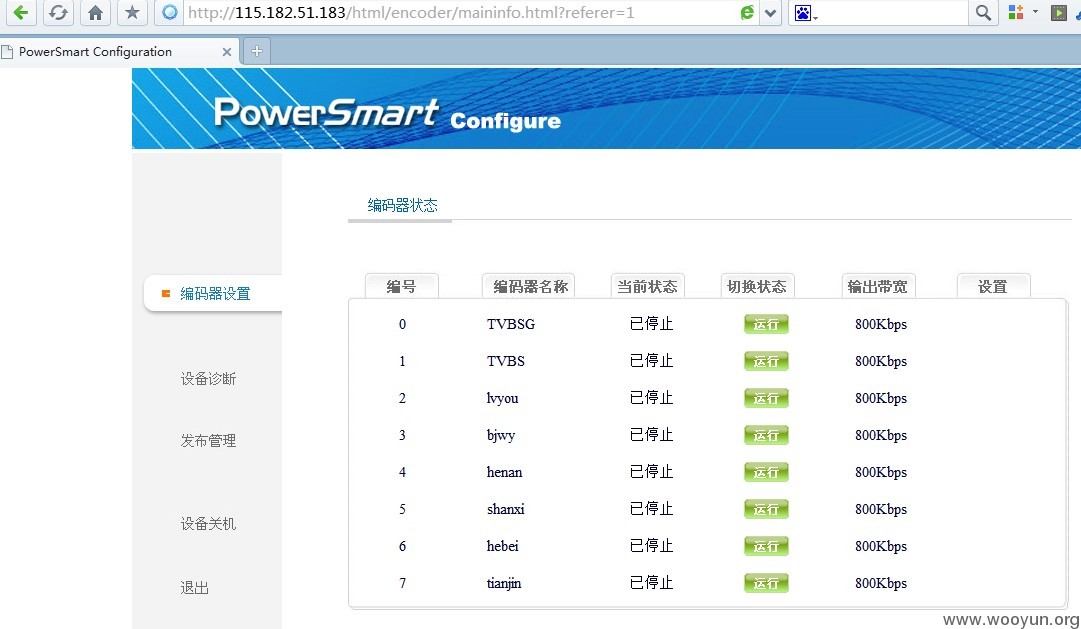 http://115.182.51.183/html/encoder/maininfo.html?referer=1
PowerSmart Configuration
PowerSmart Configure
编码器状态
编码器设置
设备诊断
发布管理
设备关机
退出
编号 编码器名称 当前状态 切换状态 输出带宽 设置
0 TVBSG 已停止 运行 800Kbps
1 TVBS 已停止 运行 800Kbps
2 lvyou 已停止 运行 800Kbps
3 bjwy 已停止 运行 800Kbps
4 henan 已停止 运行 800Kbps
5 shanxi 已停止 运行 800Kbps
6 hebei 已停止 运行 800Kbps
7 tianjin 已停止 运行 800Kbps
www.wooyun.org